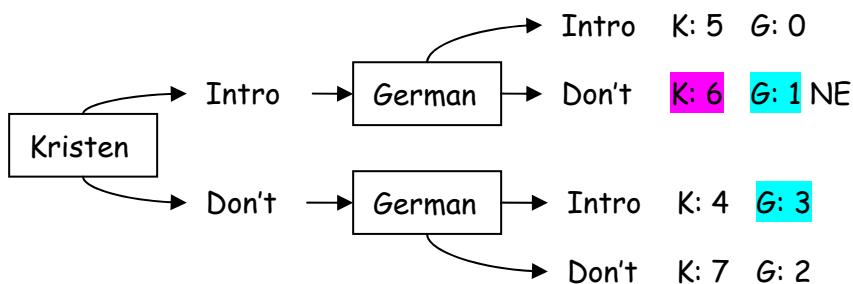 Intro K: 5 G: 0
Intro German Don't K: 6 G: 1 NE
Kristen
Don't German Intro K: 4 G: 3
Don't K: 7 G: 2